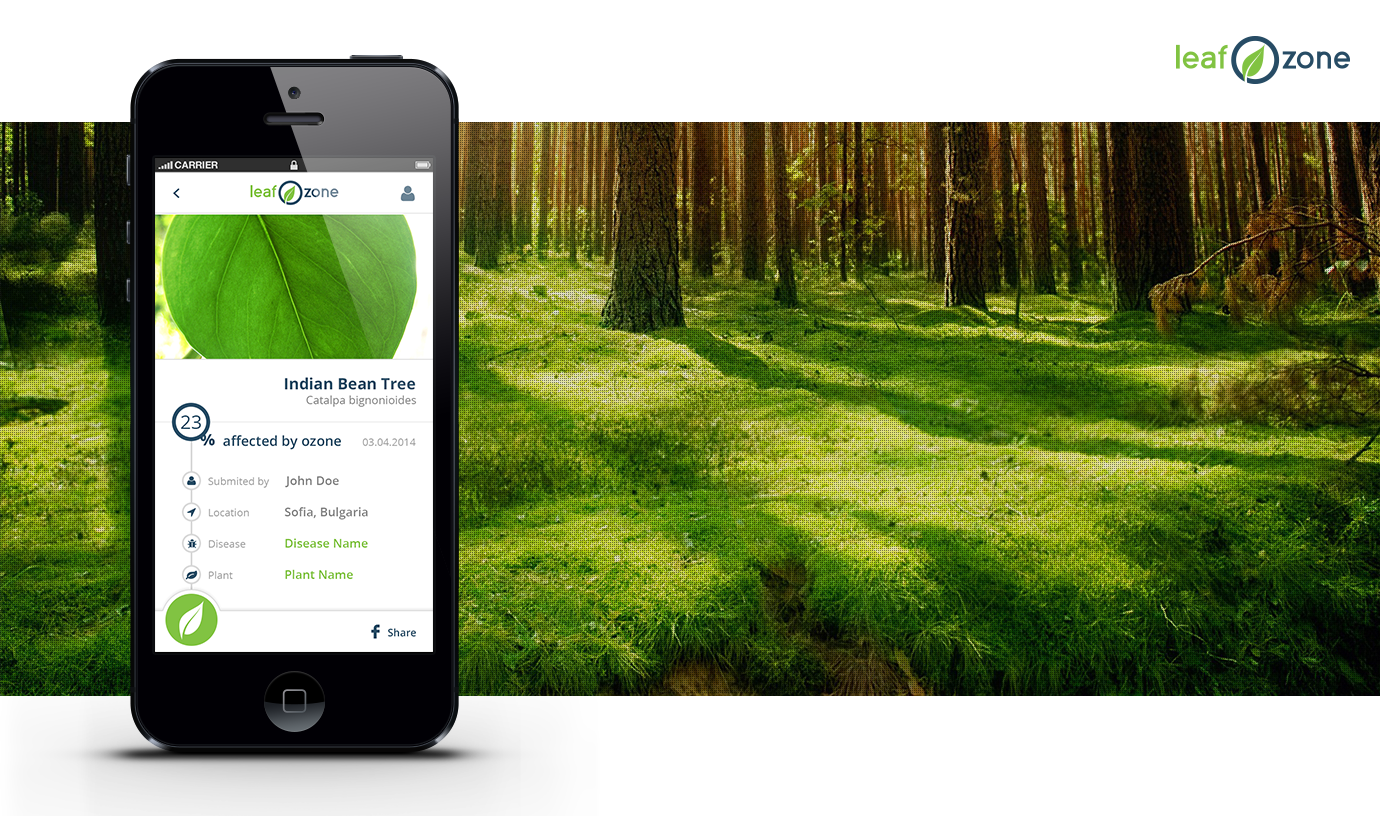 leaf zone
CARRIER
leaf zone
Indian Bean Tree
Catalpa bignonioides
23
% affected by ozone 03.04.2014
Submited by John Doe
Location Sofia, Bulgaria
Disease Disease Name
Plant Plant Name
f Share